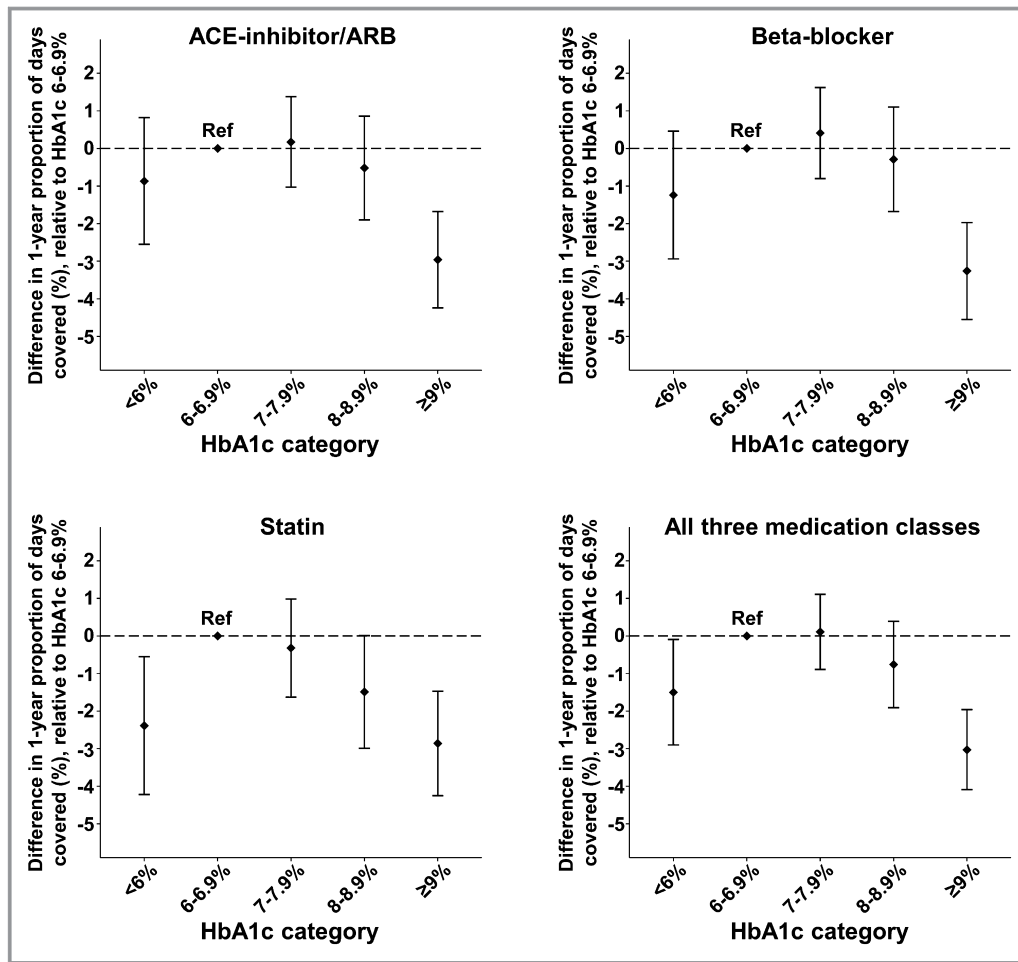 ACE-inhibitor/ARB
Difference in 1-year proportion of days
covered (%), relative to HbA1c 6-6.9%
2
1
0
-1
-2
-3
-4
-5
Ref
<6%
6-6.9%
7-7.9%
8-8.9%
≥9%
HbA1c category
Beta-blocker
Difference in 1-year proportion of days
covered (%), relative to HbA1c 6-6.9%
2
1
0
-1
-2
-3
-4
-5
Ref
<6%
6-6.9%
7-7.9%
8-8.9%
≥9%
HbA1c category
Statin
Difference in 1-year proportion of days
covered (%), relative to HbA1c 6-6.9%
2
1
0
-1
-2
-3
-4
-5
Ref
<6%
6-6.9%
7-7.9%
8-8.9%
≥9%
HbA1c category
All three medication classes
Difference in 1-year proportion of days
covered (%), relative to HbA1c 6-6.9%
2
1
0
-1
-2
-3
-4
-5
Ref
<6%
6-6.9%
7-7.9%
8-8.9%
≥9%
HbA1c category